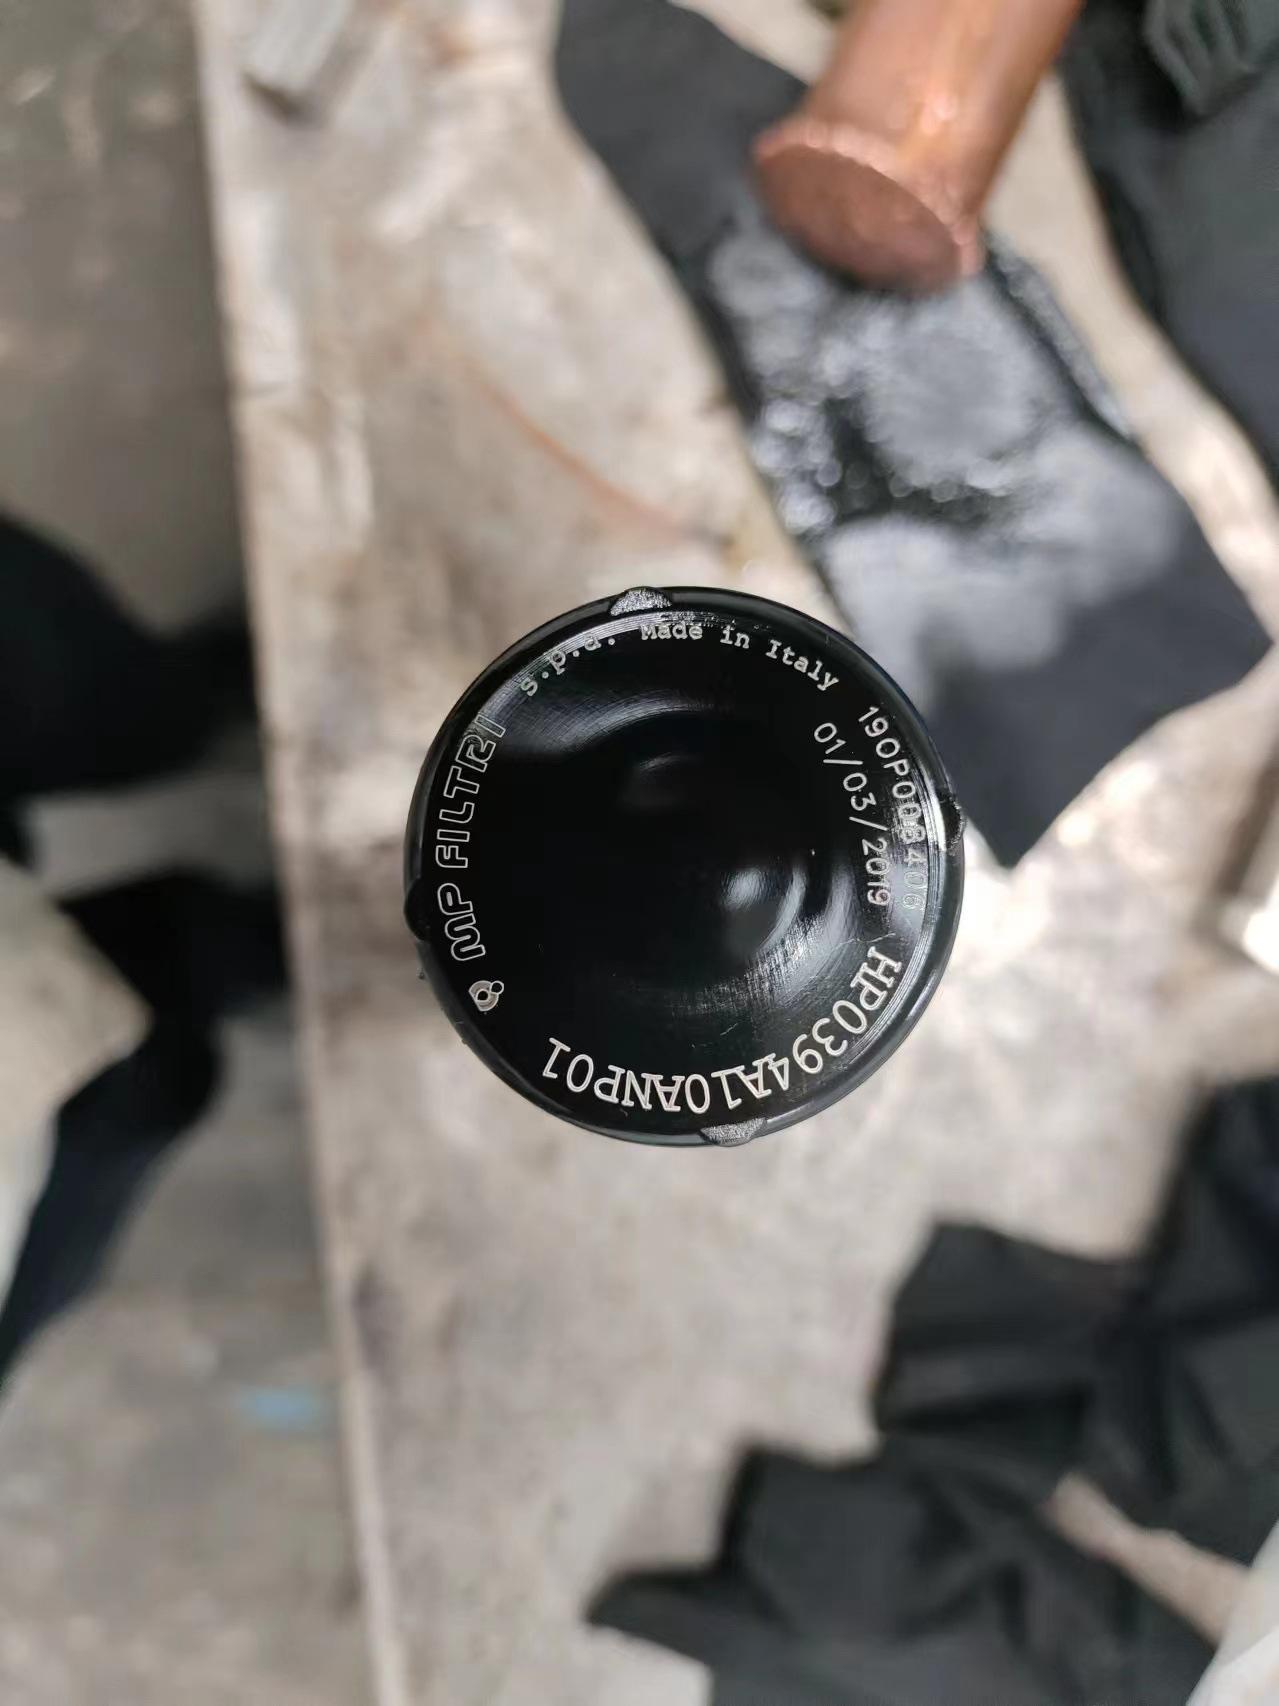 MP FILTRI s.p.a. Made in Italy
190P008406
01/03/2019
HP0394A10ANP01